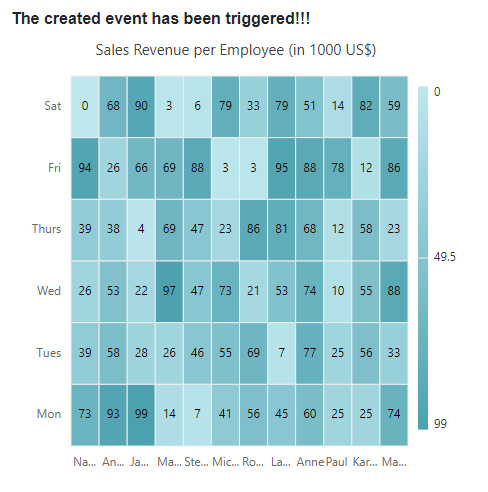 The created event has been triggered!!!
Sales Revenue per Employee (in 1000 US$)
Sat 0 68 90 3 6 79 33 79 51 14 82 59
Fri 94 26 66 69 88 3 3 95 88 78 12 86
Thurs 39 38 4 69 47 23 86 81 68 12 58 23
Wed 26 53 22 97 47 73 21 53 74 10 55 88
Tues 39 58 28 26 46 55 69 7 77 25 56 33
Mon 73 93 99 14 7 41 56 45 60 25 25 74
Na... An... Ja... Ma... Ste... Mic... Ro... La... Anne Paul Kar... Ma...
0
49.5
99